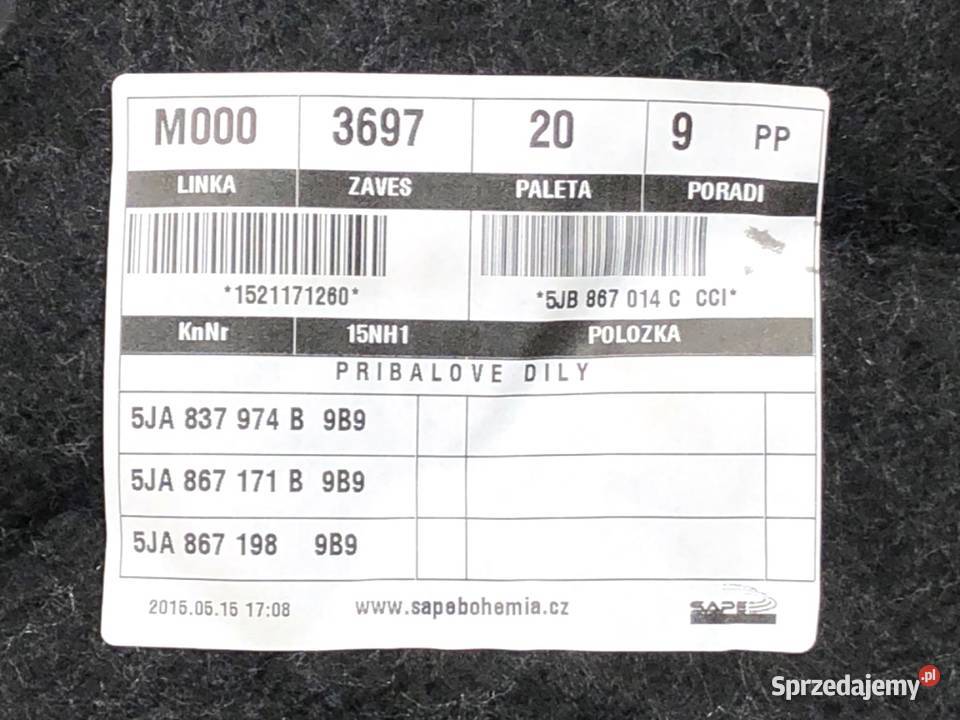 M000 3697 20 9 PP
LINKA ZAVES PALETA PORADI
*1521171260* *5JB 867 014 C CCI*
KnNr 15NH1 POLOZKA
PRIBALOVE DILY
5JA 837 974 B 9B9
5JA 867 171 B 9B9
5JA 867 198 9B9
2015.05.15 17:08 www.sapebohemia.cz SAPE
Sprzedajemy.pl